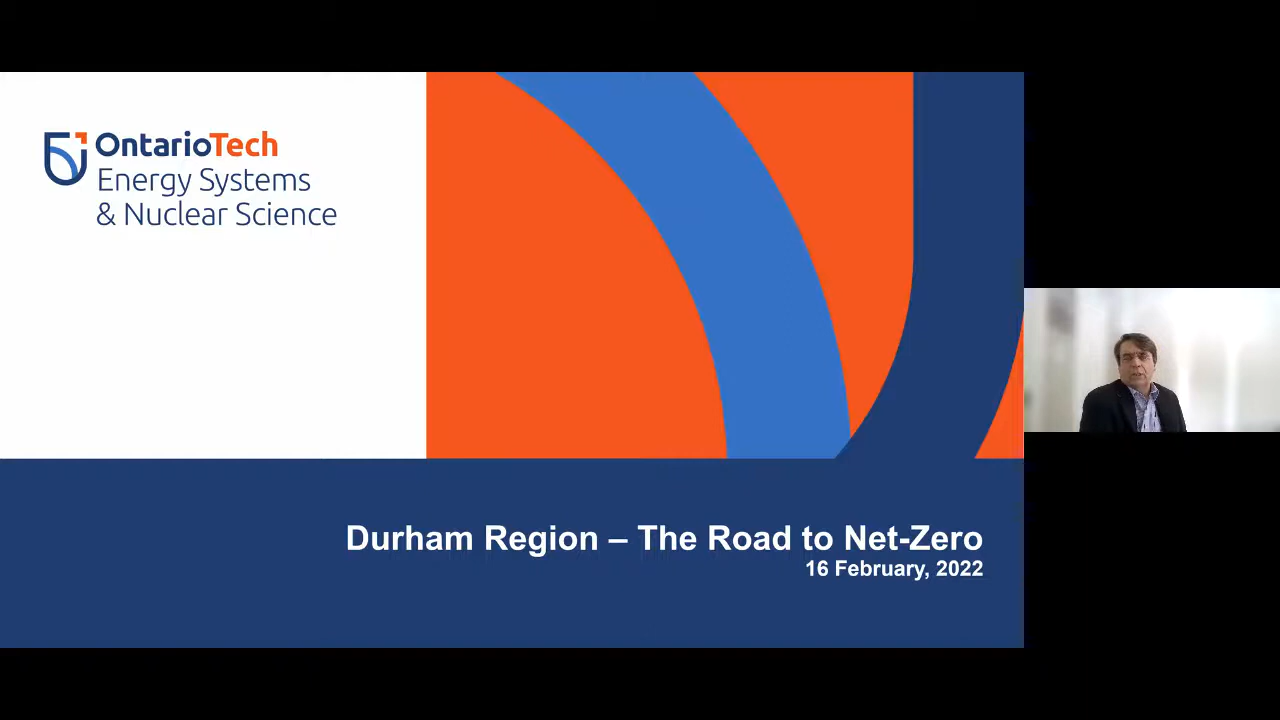 OntarioTech
Energy Systems
& Nuclear Science
Durham Region – The Road to Net-Zero
16 February, 2022